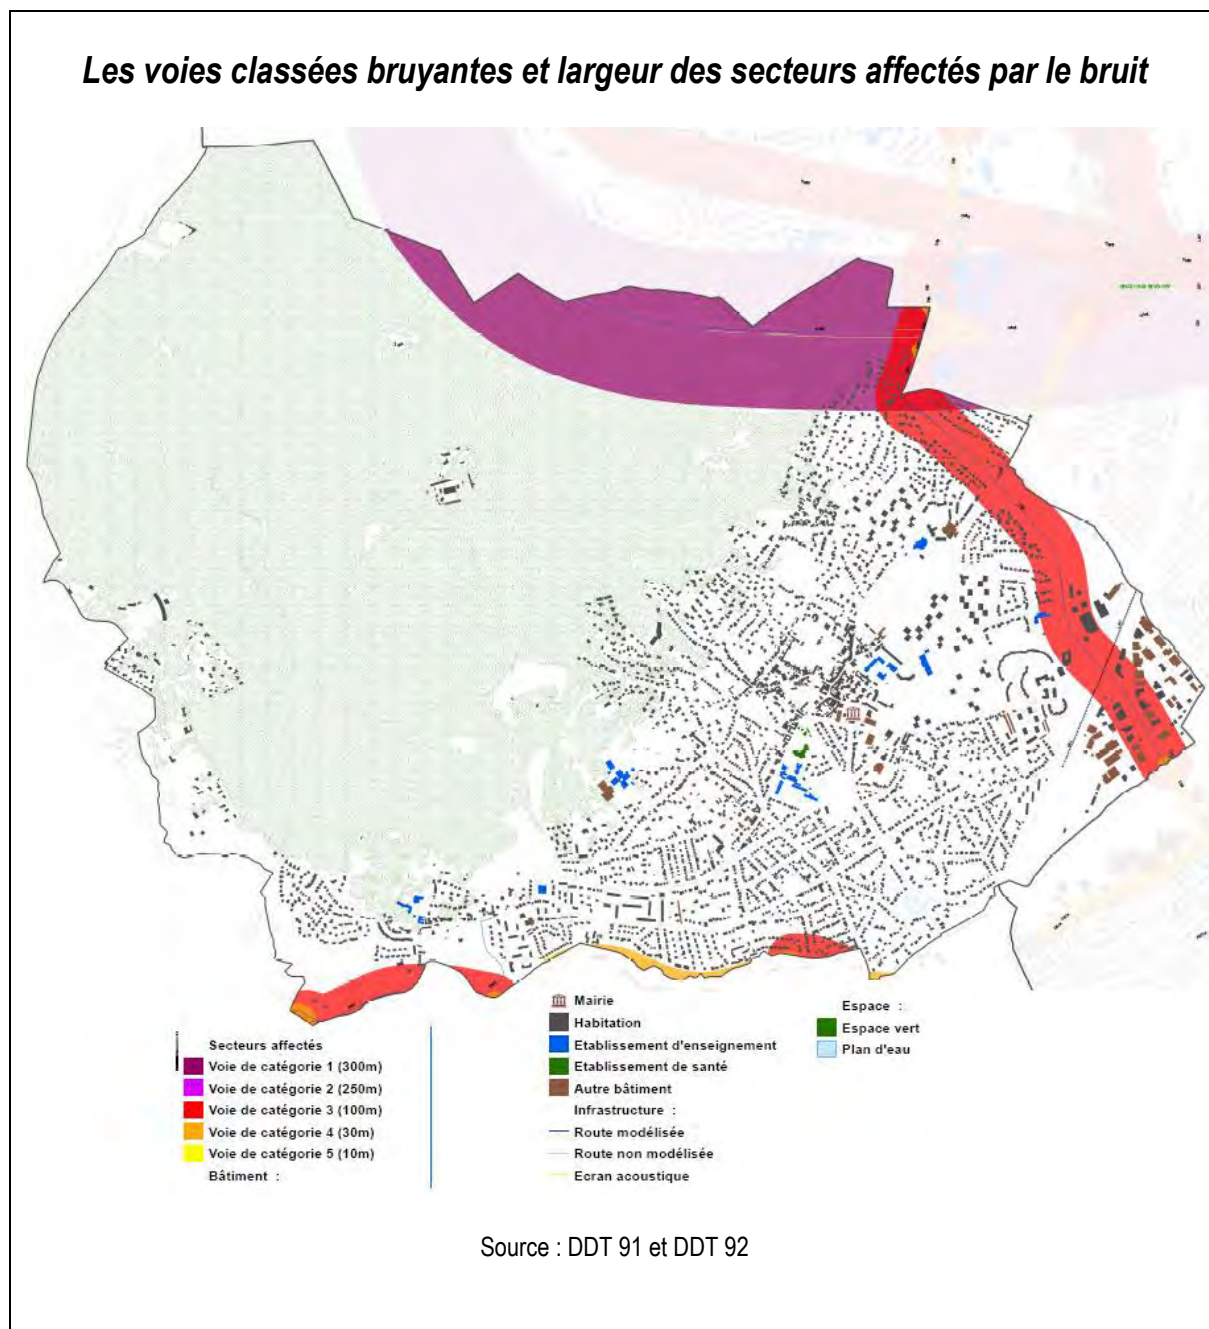 Les voies classées bruyantes et largeur des secteurs affectés par le bruit
Secteurs affectés
Voie de catégorie 1 (300m)
Voie de catégorie 2 (250m)
Voie de catégorie 3 (100m)
Voie de catégorie 4 (30m)
Voie de catégorie 5 (10m)
Bâtiment :
Mairie
Habitation
Etablissement d'enseignement
Etablissement de santé
Autre bâtiment
Infrastructure :
Route modélisée
Route non modélisée
Ecran acoustique
Espace :
Espace vert
Plan d'eau
Source : DDT 91 et DDT 92